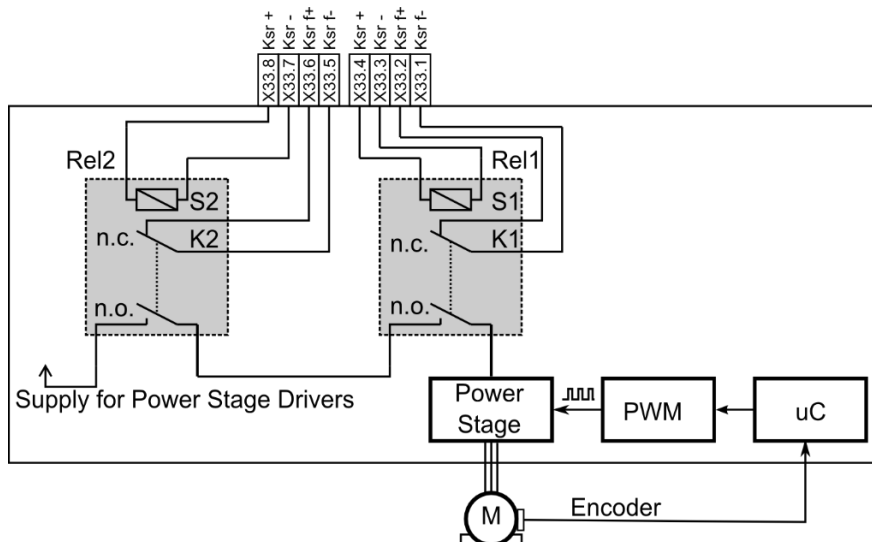 Ksr +
Ksr -
Ksr f+
Ksr f-
Ksr +
Ksr -
Ksr f+
Ksr f-
X33.8
X33.7
X33.6
X33.5
X33.4
X33.3
X33.2
X33.1
Rel2
Rel1
S2
S1
n.c.
K2
n.c.
K1
n.o.
n.o.
Supply for Power Stage Drivers
Power
Stage
PWM
uC
M
Encoder